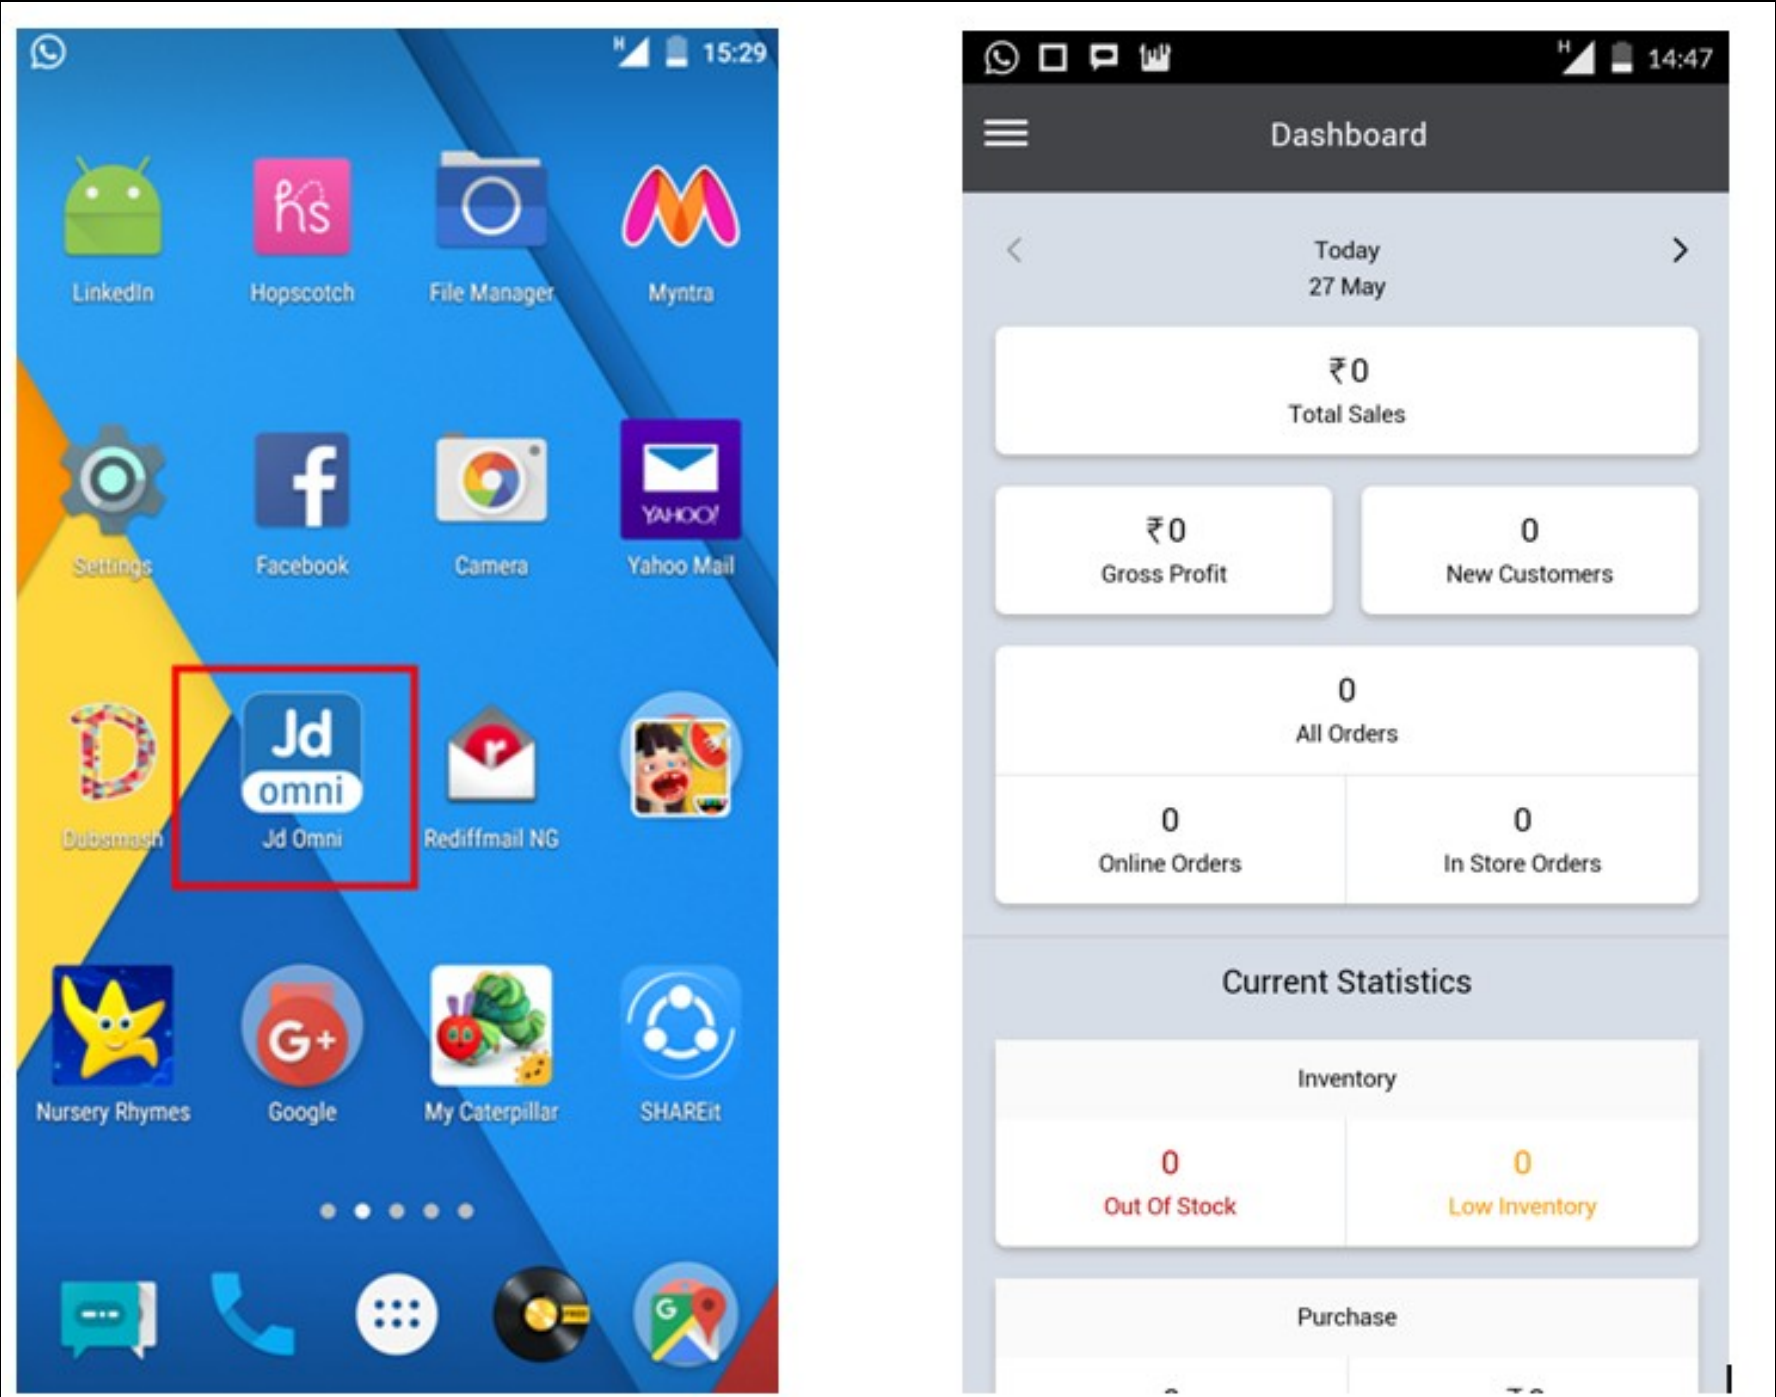 H 15:29
hs
LinkedIn Hopscotch File Manager Myntra
YAHOO!
Settings Facebook Camera Yahoo Mail
Jd
omni
r
Dubsmash Jd Omni Rediffmail NG
G+
Nursery Rhymes Google My Caterpillar SHAREit
FREE
G
H 14:47
Dashboard
Today
27 May
₹0
Total Sales
₹0 0
Gross Profit New Customers
0
All Orders
0 0
Online Orders In Store Orders
Current Statistics
Inventory
0 0
Out Of Stock Low Inventory
Purchase